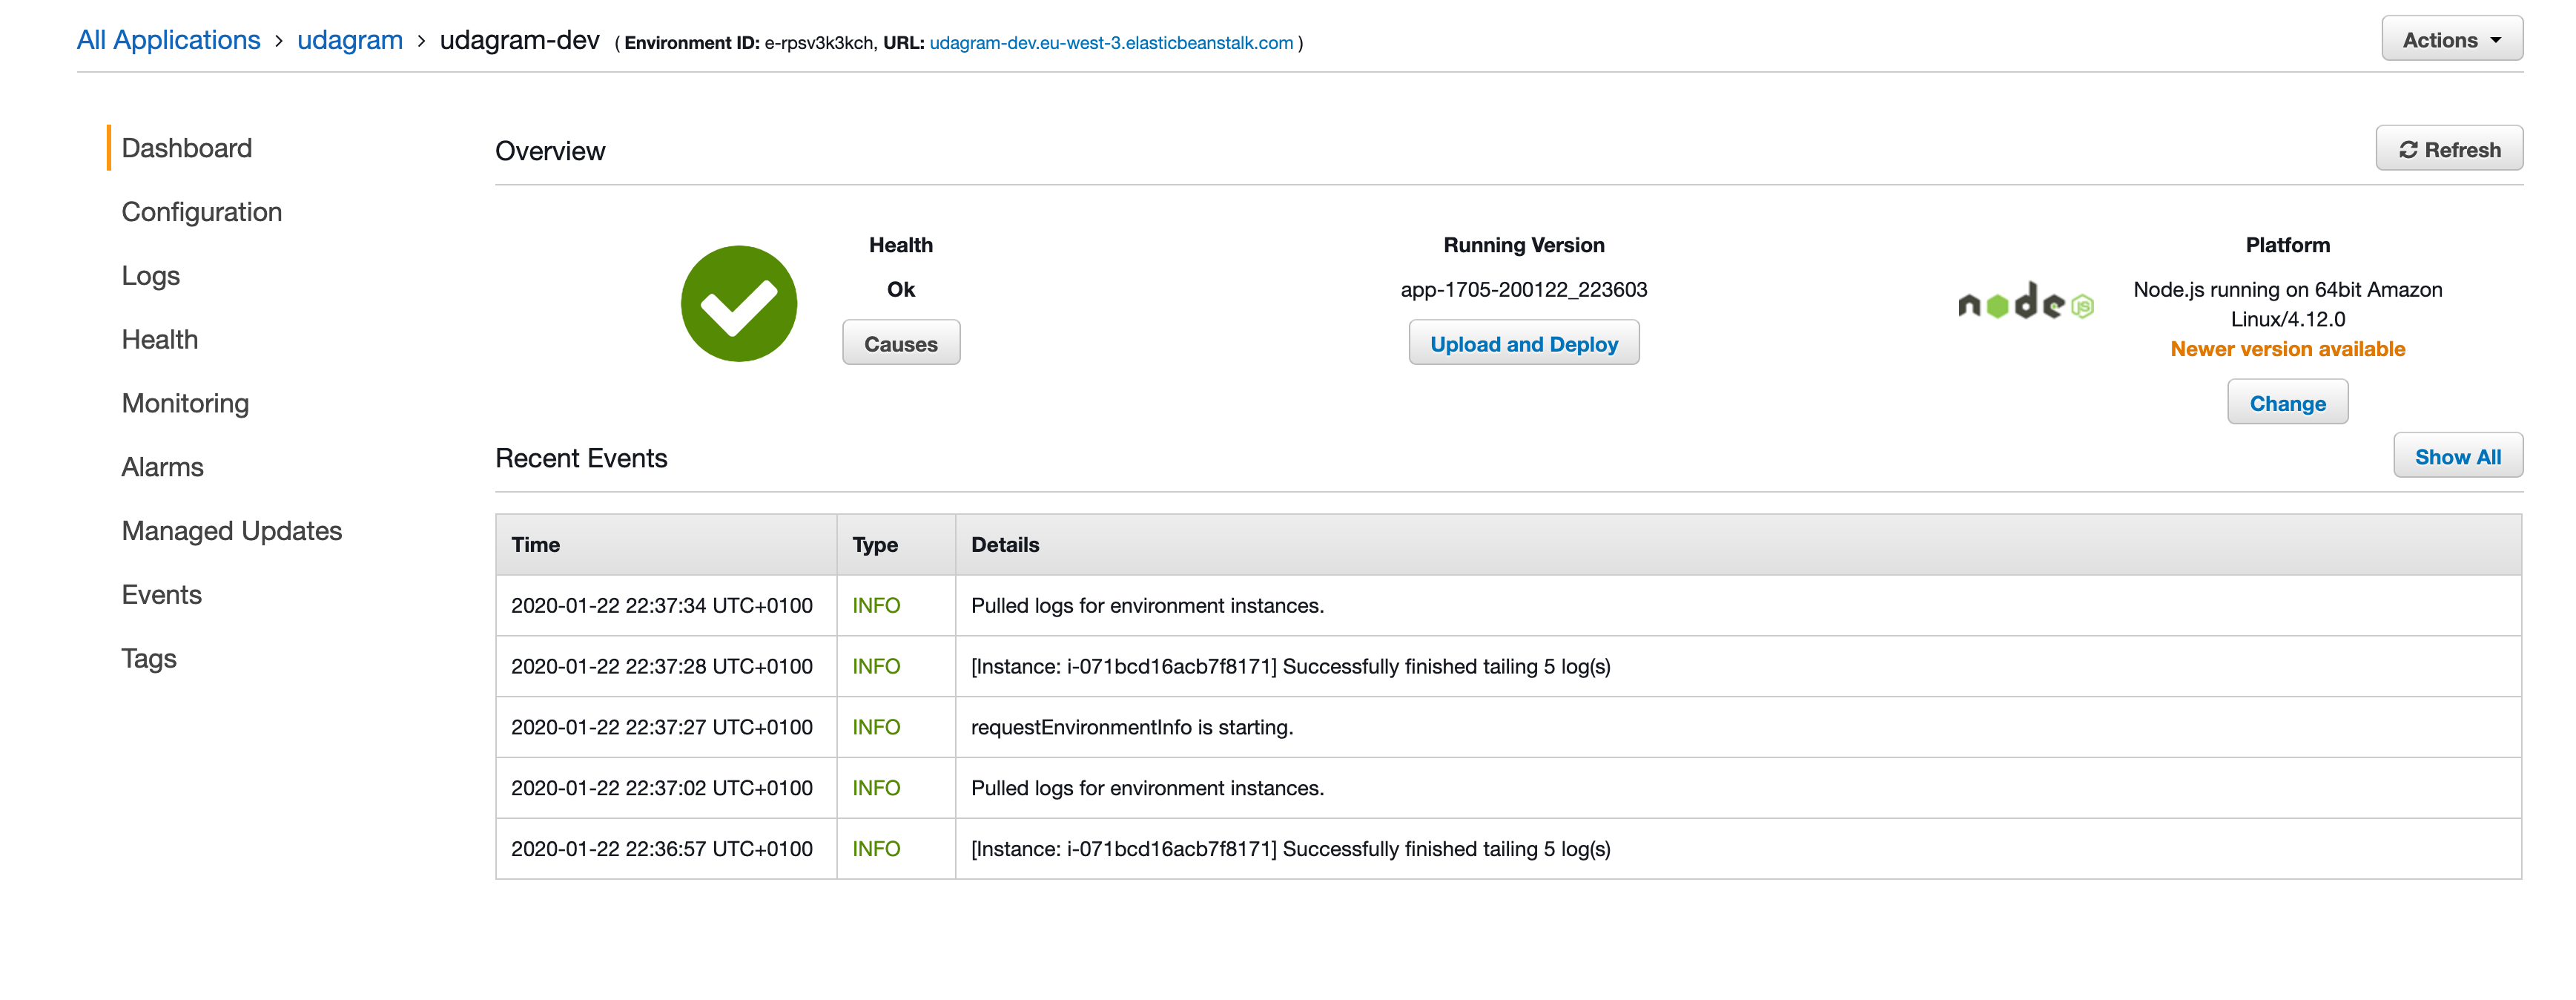 All Applications › udagram › udagram-dev ( Environment ID: e-rpsv3k3kch, URL: udagram-dev.eu-west-3.elasticbeanstalk.com )
Actions
Dashboard
Configuration
Logs
Health
Monitoring
Alarms
Managed Updates
Events
Tags
Overview
Refresh
Health
Ok
Causes
Running Version
app-1705-200122_223603
Upload and Deploy
node JS
Platform
Node.js running on 64bit Amazon
Linux/4.12.0
Newer version available
Change
Recent Events
Show All
Time Type Details
2020-01-22 22:37:34 UTC+0100 INFO Pulled logs for environment instances.
2020-01-22 22:37:28 UTC+0100 INFO [Instance: i-071bcd16acb7f8171] Successfully finished tailing 5 log(s)
2020-01-22 22:37:27 UTC+0100 INFO requestEnvironmentInfo is starting.
2020-01-22 22:37:02 UTC+0100 INFO Pulled logs for environment instances.
2020-01-22 22:36:57 UTC+0100 INFO [Instance: i-071bcd16acb7f8171] Successfully finished tailing 5 log(s)